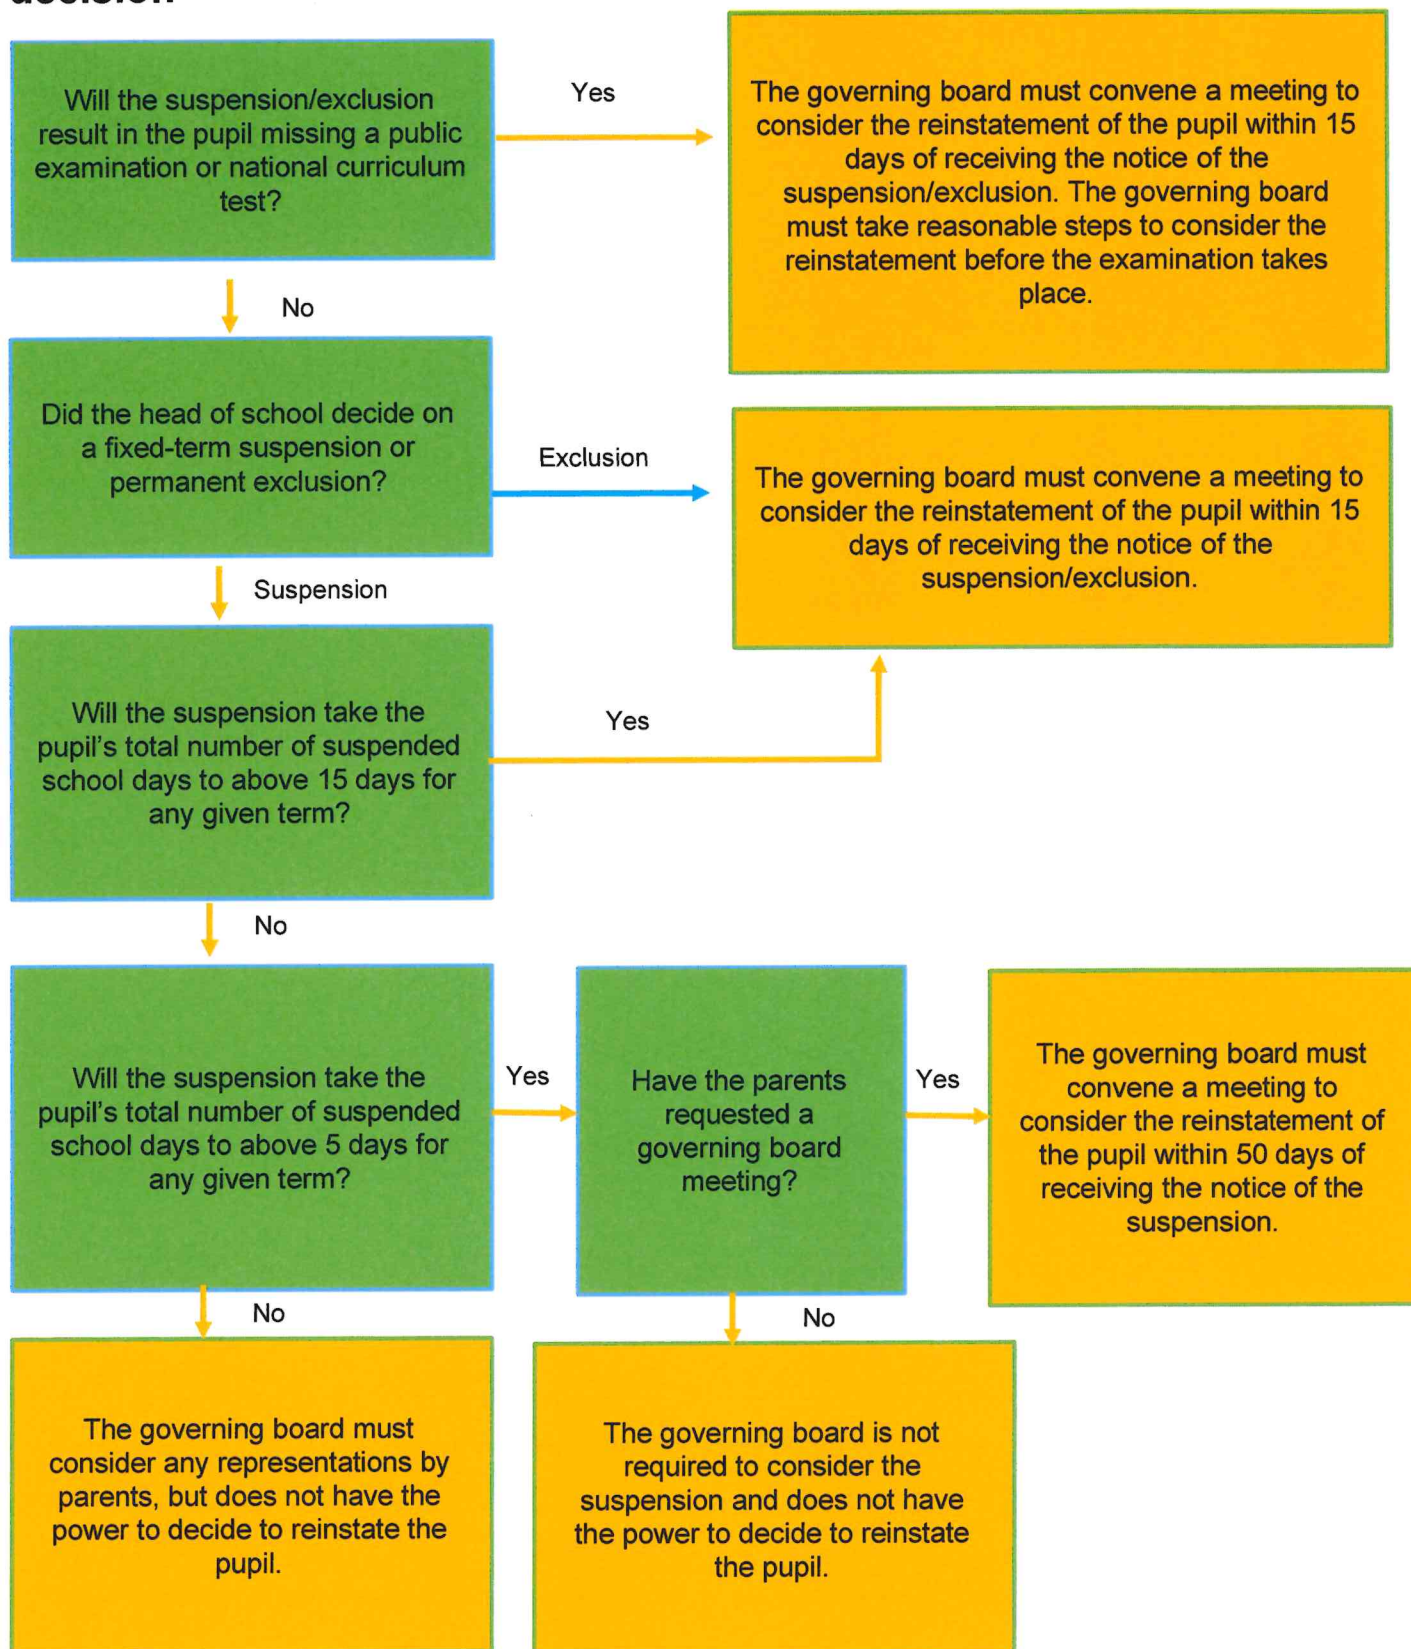 decision
Will the suspension/exclusion
result in the pupil missing a public
examination or national curriculum
test?
Yes
The governing board must convene a meeting to
consider the reinstatement of the pupil within 15
days of receiving the notice of the
suspension/exclusion. The governing board
must take reasonable steps to consider the
reinstatement before the examination takes
place.
No
Did the head of school decide on
a fixed-term suspension or
permanent exclusion?
Exclusion
The governing board must convene a meeting to
consider the reinstatement of the pupil within 15
days of receiving the notice of the
suspension/exclusion.
Suspension
Will the suspension take the
pupil's total number of suspended
school days to above 15 days for
any given term?
Yes
No
Will the suspension take the
pupil's total number of suspended
school days to above 5 days for
any given term?
Yes
Have the parents
requested a
governing board
meeting?
Yes
The governing board must
convene a meeting to
consider the reinstatement of
the pupil within 50 days of
receiving the notice of the
suspension.
No
The governing board must
consider any representations by
parents, but does not have the
power to decide to reinstate the
pupil.
No
The governing board is not
required to consider the
suspension and does not have
the power to decide to reinstate
the pupil.